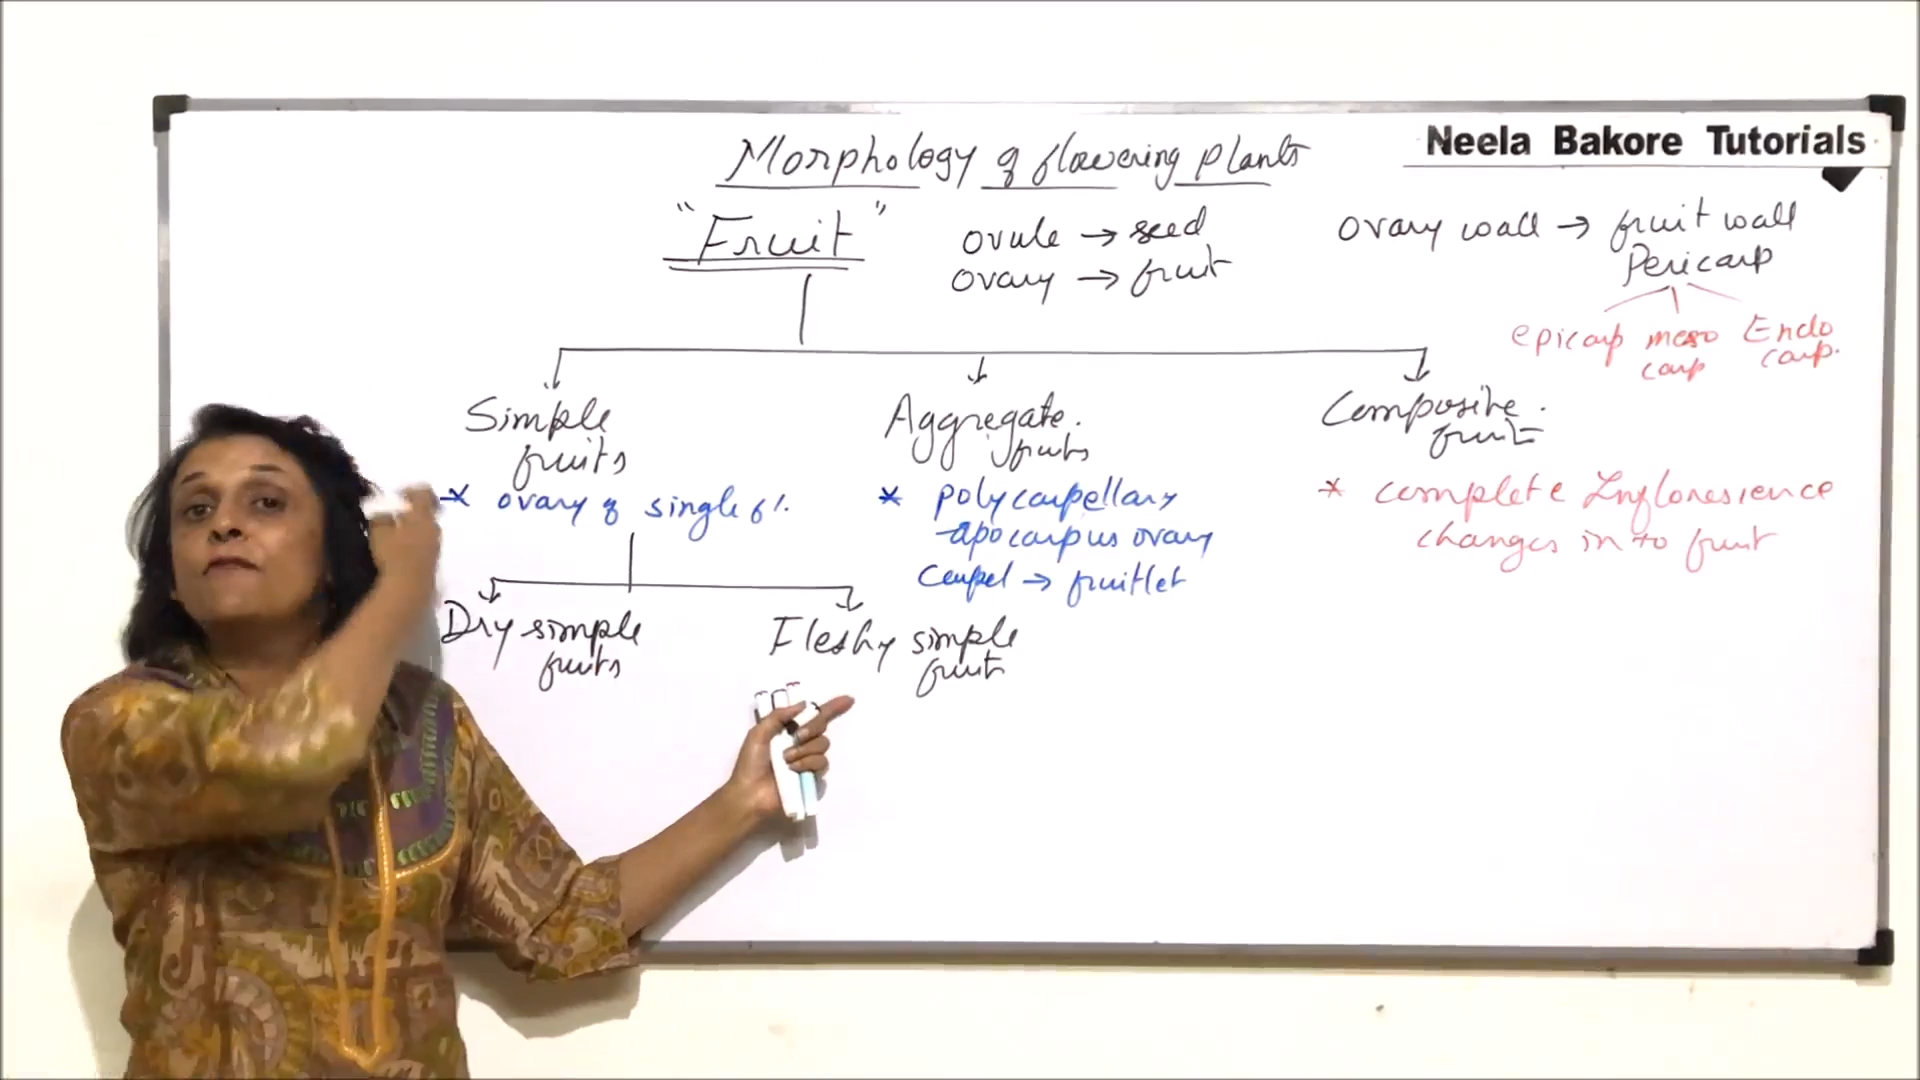 Neela Bakore Tutorials
Morphology of flowering plants
"Fruit"
ovule → seed
ovary → fruit
ovary wall → fruit wall
Pericarp
epicarp meso carp Endo carp.
Simple fruits
* ovary of single fl.
Dry simple fruits
Fleshy simple fruit
Aggregate. fruits
* polycarpellary
apocarpus ovary
Carpel → fruitlet
Composite. fruit
* complete Inflorescience
changes in to fruit